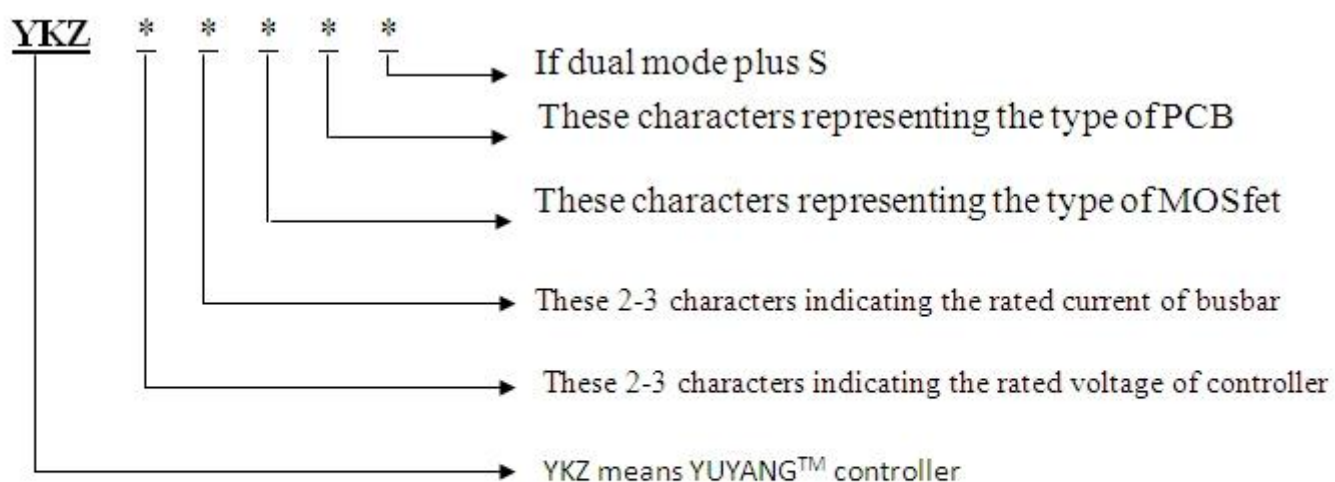 YKZ * * * * *
If dual mode plus S
These characters representing the type of PCB
These characters representing the type of MOSfet
These 2-3 characters indicating the rated current of busbar
These 2-3 characters indicating the rated voltage of controller
YKZ means YUYANG™ controller